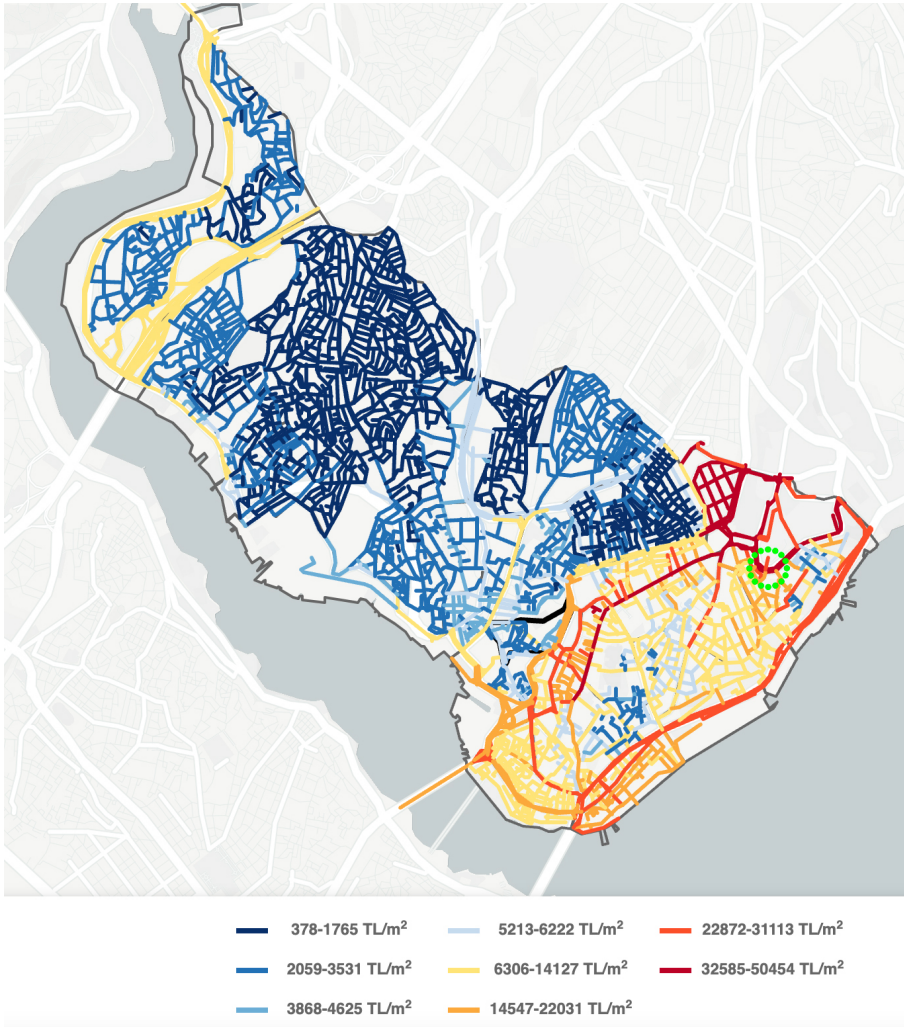 378-1765 TL/m²
5213-6222 TL/m²
22872-31113 TL/m²
2059-3531 TL/m²
6306-14127 TL/m²
32585-50454 TL/m²
3868-4625 TL/m²
14547-22031 TL/m²